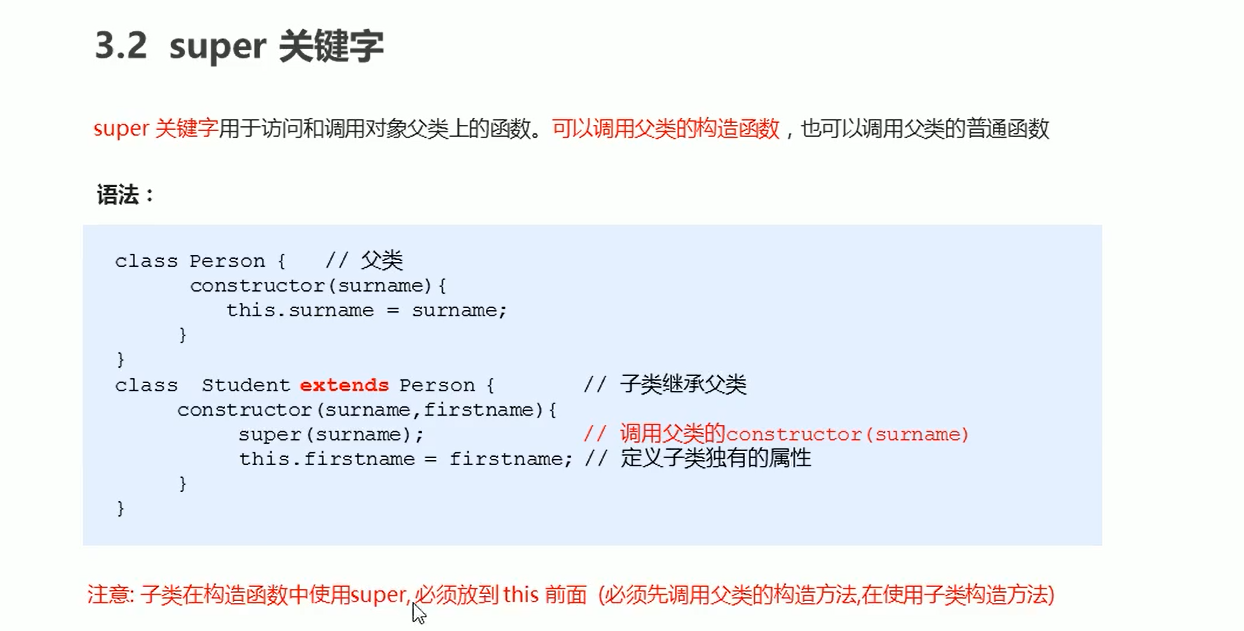 3.2 super 关键字
super 关键字用于访问和调用对象父类上的函数。可以调用父类的构造函数，也可以调用父类的普通函数
语法：
class Person { // 父类
constructor(surname){
this.surname = surname;
}
}
class Student extends Person { // 子类继承父类
constructor(surname,firstname){
super(surname); // 调用父类的constructor(surname)
this.firstname = firstname; // 定义子类独有的属性
}
}
注意: 子类在构造函数中使用super, 必须放到 this 前面 (必须先调用父类的构造方法,在使用子类构造方法)